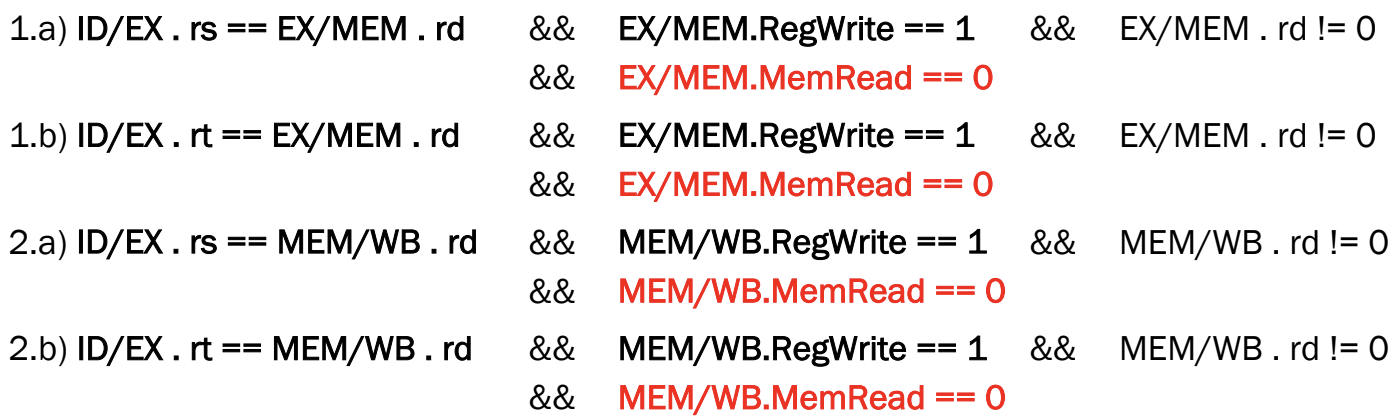 1.a) ID/EX . rs == EX/MEM . rd && EX/MEM.RegWrite == 1 && EX/MEM . rd != 0
&& EX/MEM.MemRead == 0
1.b) ID/EX . rt == EX/MEM . rd && EX/MEM.RegWrite == 1 && EX/MEM . rd != 0
&& EX/MEM.MemRead == 0
2.a) ID/EX . rs == MEM/WB . rd && MEM/WB.RegWrite == 1 && MEM/WB . rd != 0
&& MEM/WB.MemRead == 0
2.b) ID/EX . rt == MEM/WB . rd && MEM/WB.RegWrite == 1 && MEM/WB . rd != 0
&& MEM/WB.MemRead == 0